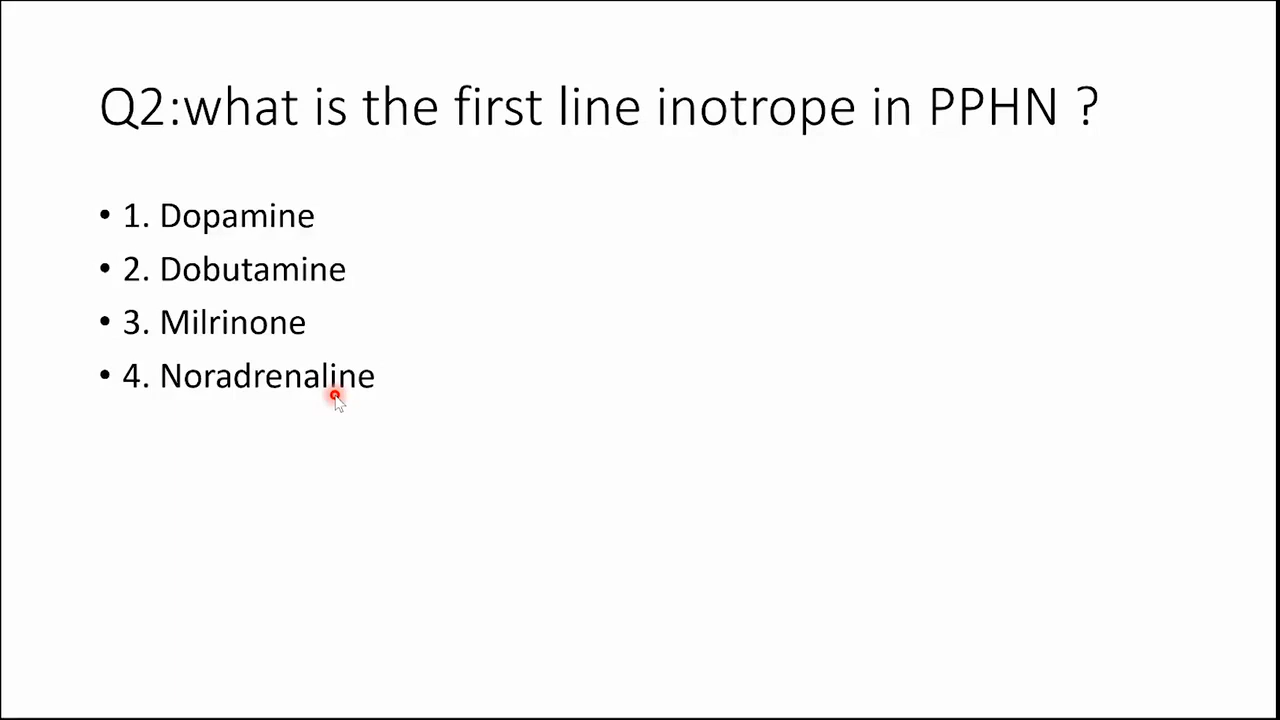 Q2:what is the first line inotrope in PPHN ?
• 1. Dopamine
• 2. Dobutamine
• 3. Milrinone
• 4. Noradrenaline